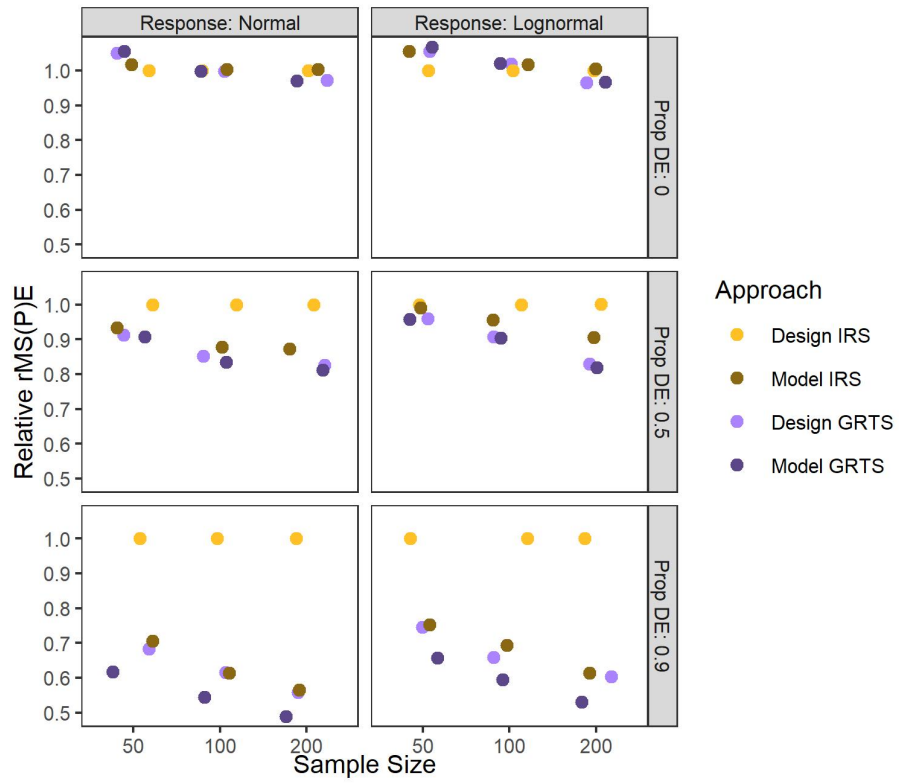 Response: Normal
Response: Lognormal
1.0
0.9
0.8
0.7
0.6
0.5
Prop DE: 0
1.0
0.9
0.8
0.7
0.6
0.5
Prop DE: 0.5
1.0
0.9
0.8
0.7
0.6
0.5
Prop DE: 0.9
Relative rMS(P)E
50
100
200
50
100
200
Sample Size
Approach
Design IRS
Model IRS
Design GRTS
Model GRTS